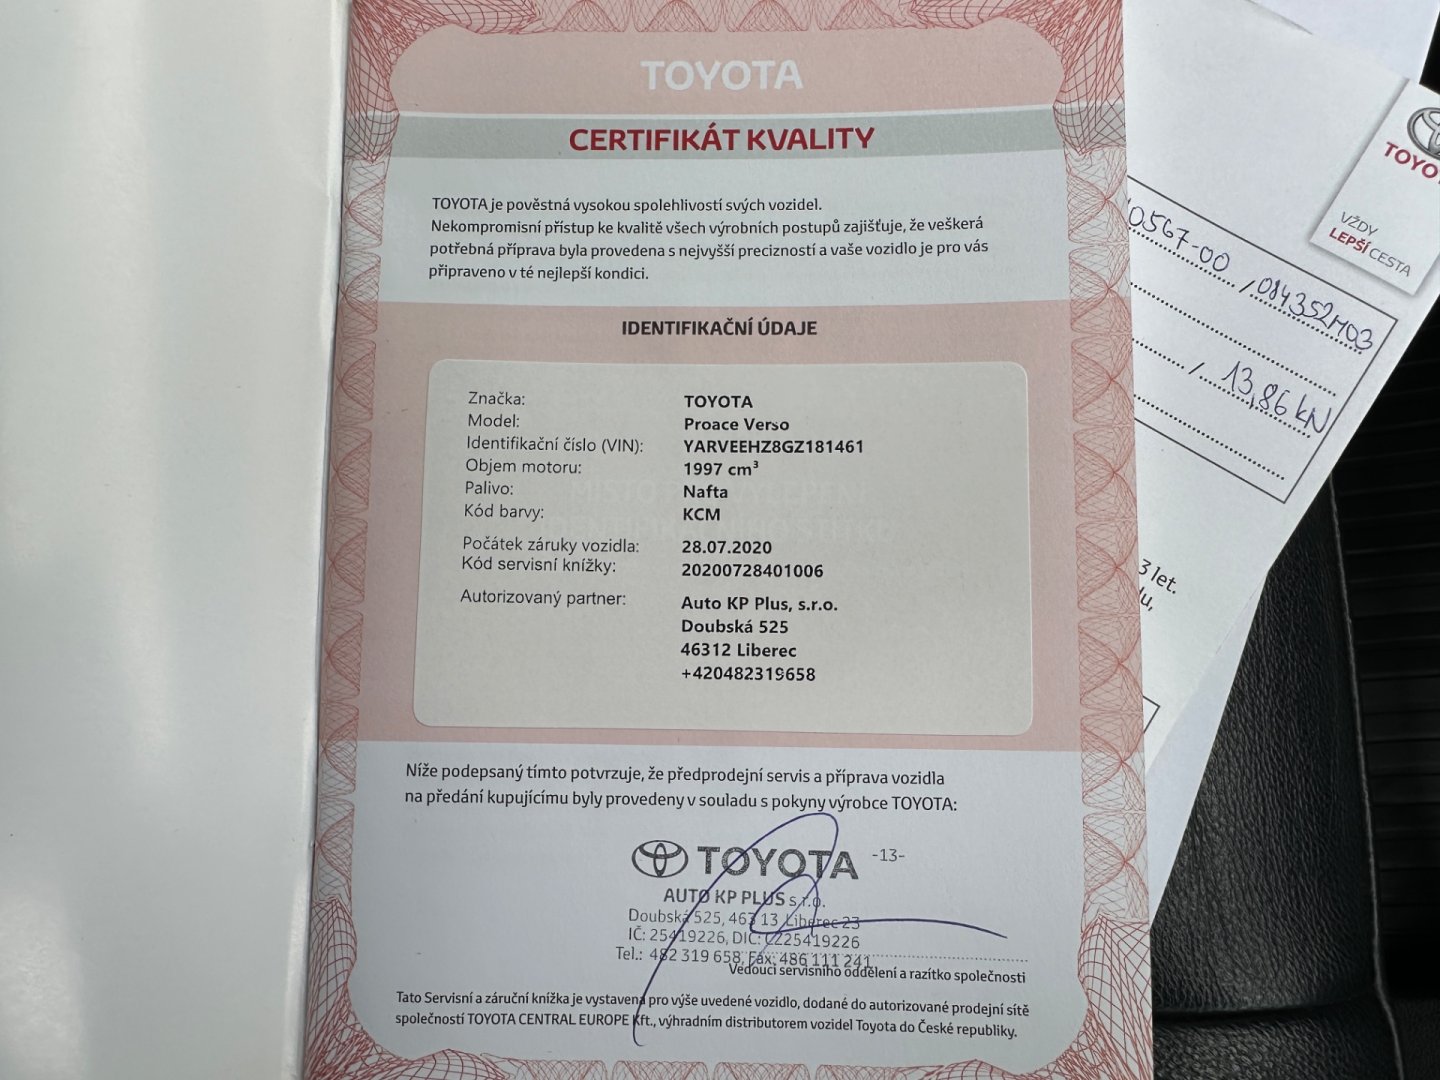 TOYOTA
CERTIFIKÁT KVALITY
TOYOTA je pověstná vysokou spolehlivostí svých vozidel.
Nekompromisní přístup ke kvalitě všech výrobních postupů zajišťuje, že veškerá
potřebná příprava byla provedena s nejvyšší precizností a vaše vozidlo je pro vás
připraveno v té nejlepší kondici.
IDENTIFIKAČNÍ ÚDAJE
Značka: TOYOTA
Model: Proace Verso
Identifikační číslo (VIN): YARVEEHZ8GZ181461
Objem motoru: 1997 cm³
Palivo: Nafta
Kód barvy: KCM
Počátek záruky vozidla: 28.07.2020
Kód servisní knížky: 20200728401006
Autorizovaný partner: Auto KP Plus, s.r.o.
Doubská 525
46312 Liberec
+420482319658
Níže podepsaný tímto potvrzuje, že předprodejní servis a příprava vozidla
na předání kupujícímu byly provedeny v souladu s pokyny výrobce TOYOTA:
TOYOTA -13-
AUTO KP PLUS s.r.o.
Doubská 525, 463 13 Liberec 23
IČ: 25419226, DIČ: CZ25419226
Tel.: 482 319 658, Fax: 486 111 241
Vedoucí servisního oddělení a razítko společnosti
Tato Servisní a záruční knížka je vystavena pro výše uvedené vozidlo, dodané do autorizované prodejní sítě
společností TOYOTA CENTRAL EUROPE Kft., výhradním distributorem vozidel Toyota do České republiky.
TOYO
VŽDY
LEPŠÍ CESTA
0567-00 / 084352H03
/ 13,86 kN
3 let.